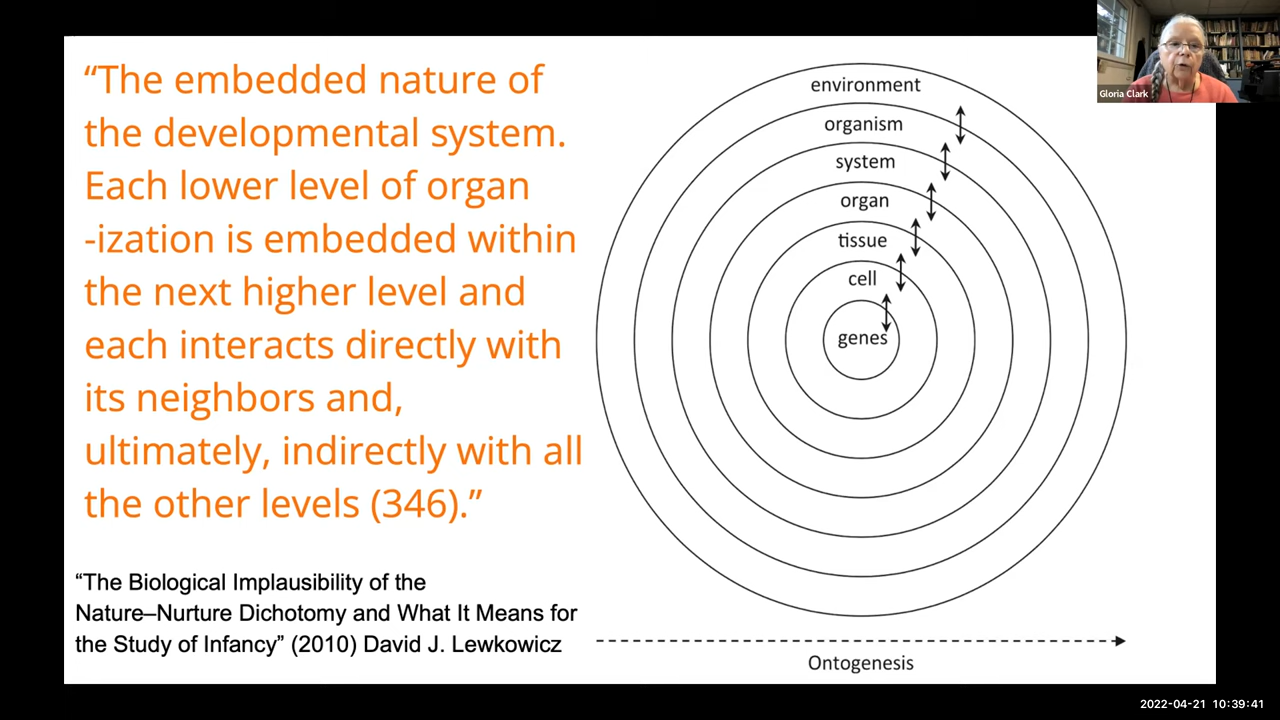 “The embedded nature of
the developmental system.
Each lower level of organ
-ization is embedded within
the next higher level and
each interacts directly with
its neighbors and,
ultimately, indirectly with all
the other levels (346).”
“The Biological Implausibility of the
Nature–Nurture Dichotomy and What It Means for
the Study of Infancy” (2010) David J. Lewkowicz
environment
organism
system
organ
tissue
cell
genes
Ontogenesis
Gloria Clark
2022-04-21 10:39:41